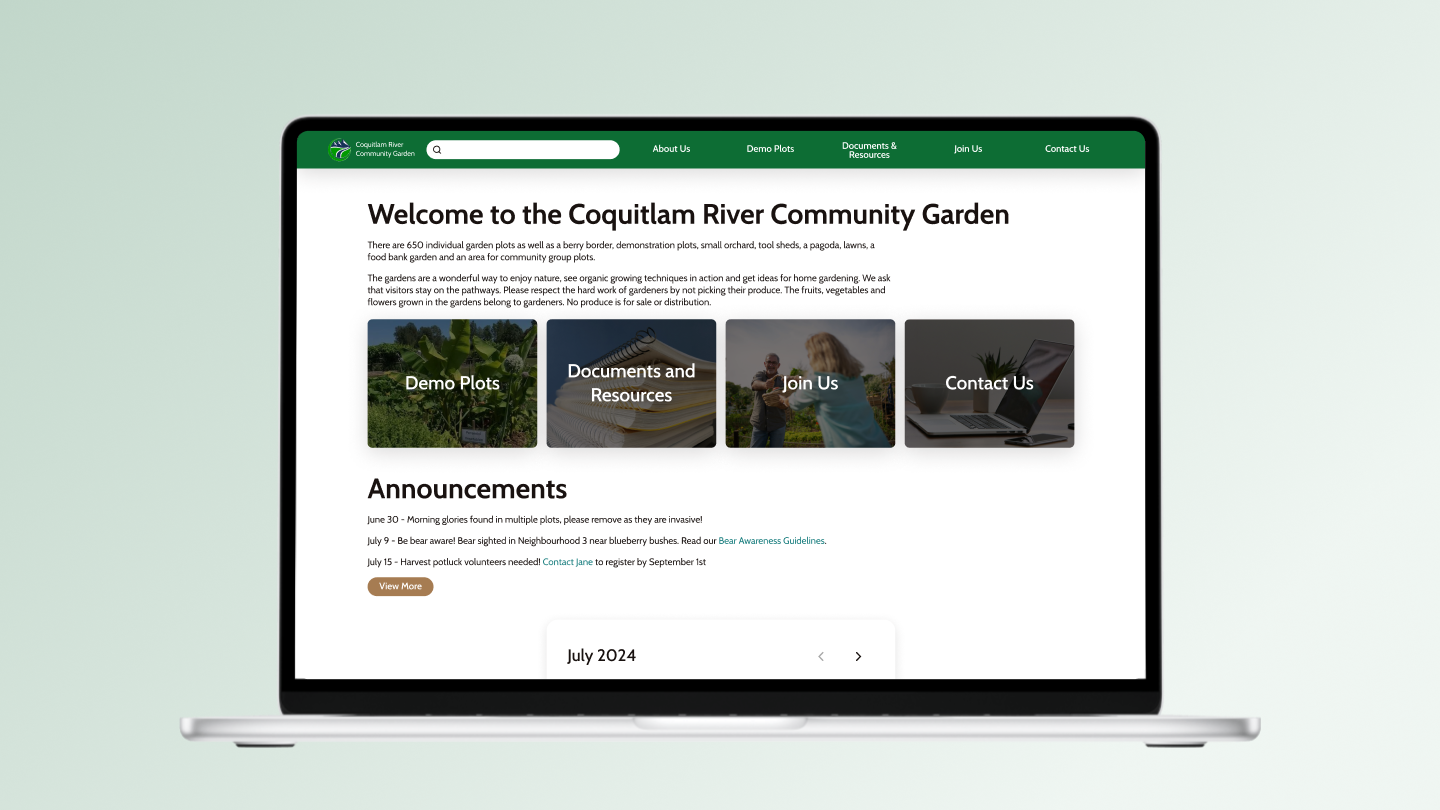 Coquitlam River
Community Garden
About Us
Demo Plots
Documents &
Resources
Join Us
Contact Us
Welcome to the Coquitlam River Community Garden
There are 650 individual garden plots as well as a berry border, demonstration plots, small orchard, tool sheds, a pagoda, lawns, a
food bank garden and an area for community group plots.
The gardens are a wonderful way to enjoy nature, see organic growing techniques in action and get ideas for home gardening. We ask
that visitors stay on the pathways. Please respect the hard work of gardeners by not picking their produce. The fruits, vegetables and
flowers grown in the gardens belong to gardeners. No produce is for sale or distribution.
Demo Plots
Documents and
Resources
Join Us
Contact Us
Announcements
June 30 - Morning glories found in multiple plots, please remove as they are invasive!
July 9 - Be bear aware! Bear sighted in Neighbourhood 3 near blueberry bushes. Read our Bear Awareness Guidelines.
July 15 - Harvest potluck volunteers needed! Contact Jane to register by September 1st
View More
July 2024